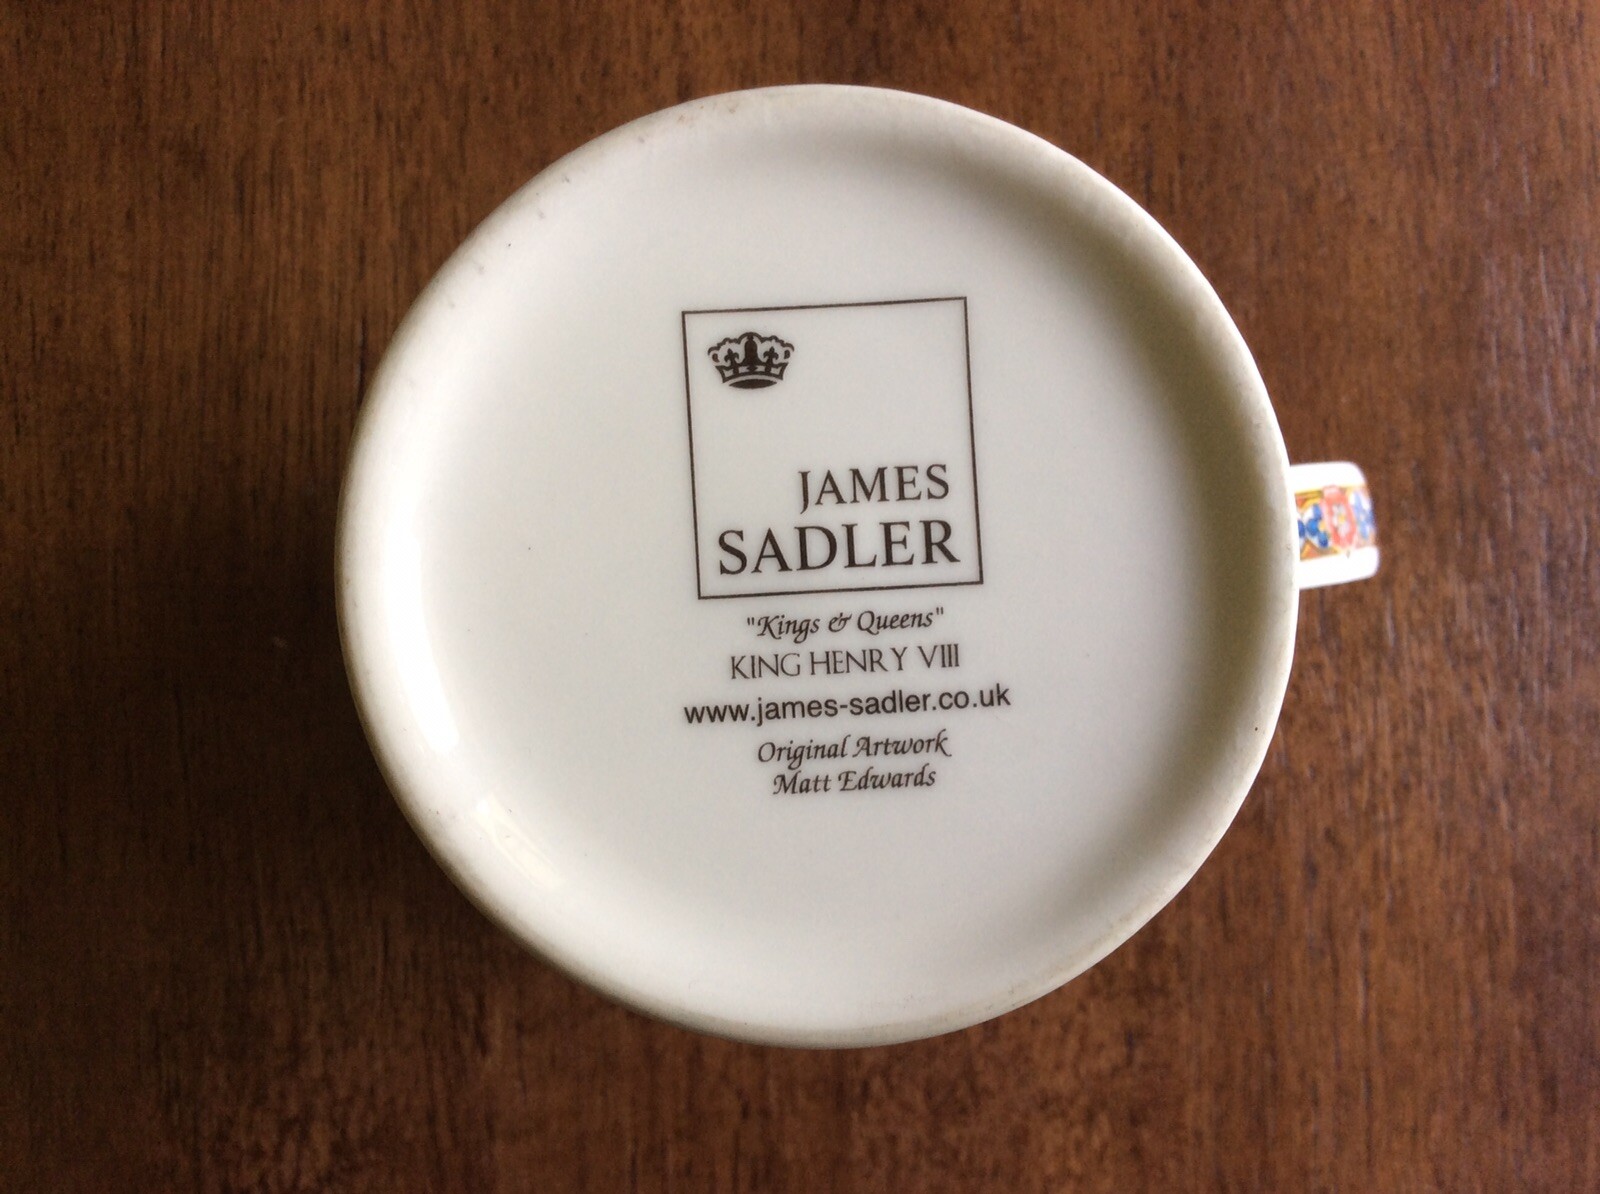 JAMES
SADLER
"Kings & Queens"
KING HENRY VIII
www.james-sadler.co.uk
Original Artwork
Matt Edwards